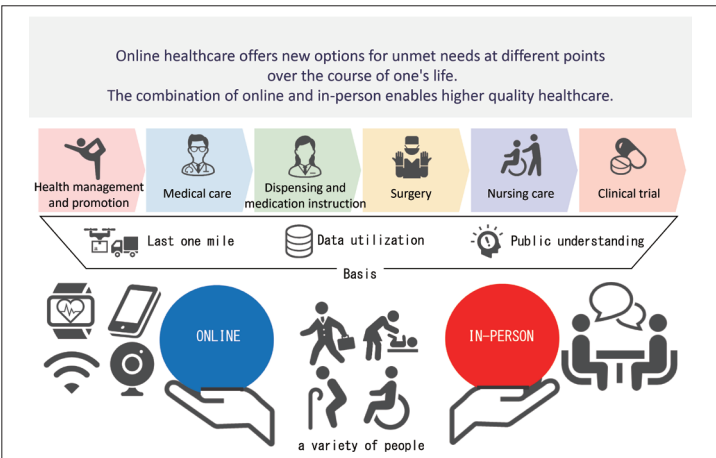 Online healthcare offers new options for unmet needs at different points
over the course of one's life.
The combination of online and in-person enables higher quality healthcare.
Health management
and promotion
Medical care
Dispensing and
medication instruction
Surgery
Nursing care
Clinical trial
Last one mile
Data utilization
Public understanding
Basis
ONLINE
IN-PERSON
a variety of people